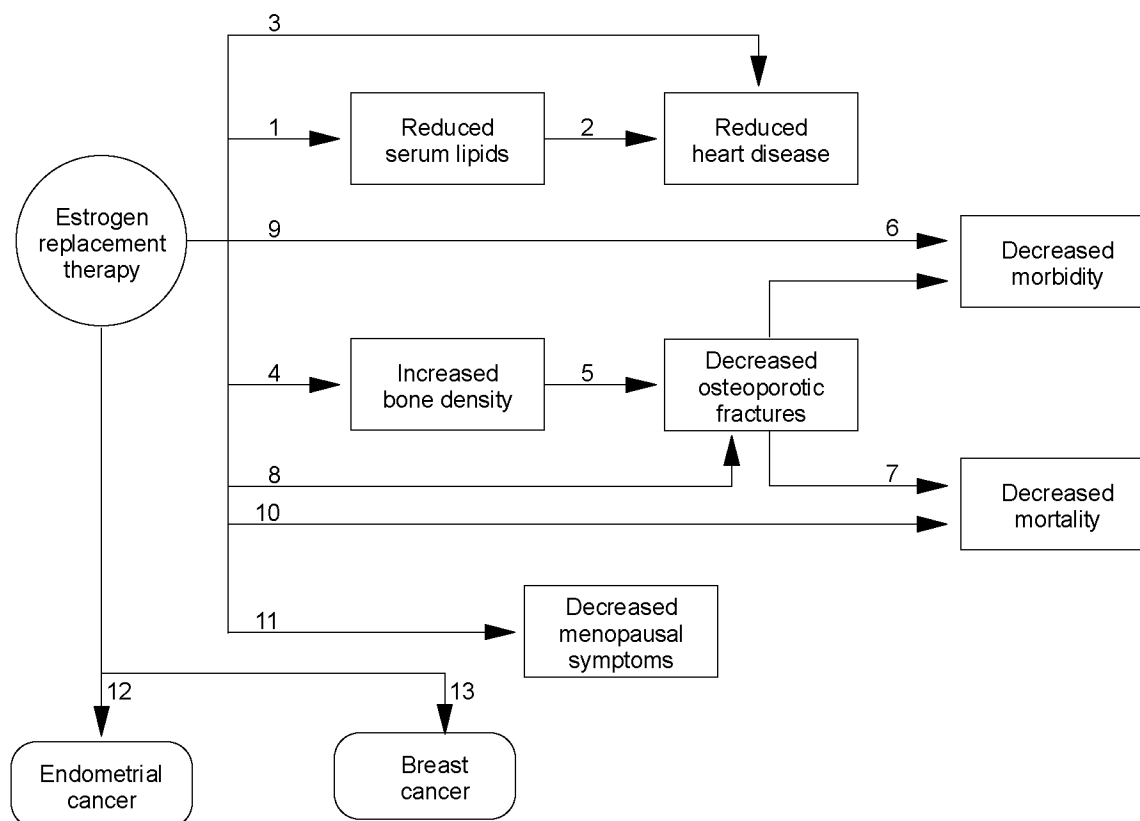 3
1
Reduced
serum lipids
2
Reduced
heart disease
Estrogen
replacement
therapy
9
6
Decreased
morbidity
4
Increased
bone density
5
Decreased
osteoporotic
fractures
8
7
Decreased
mortality
10
11
Decreased
menopausal
symptoms
12
13
Endometrial
cancer
Breast
cancer